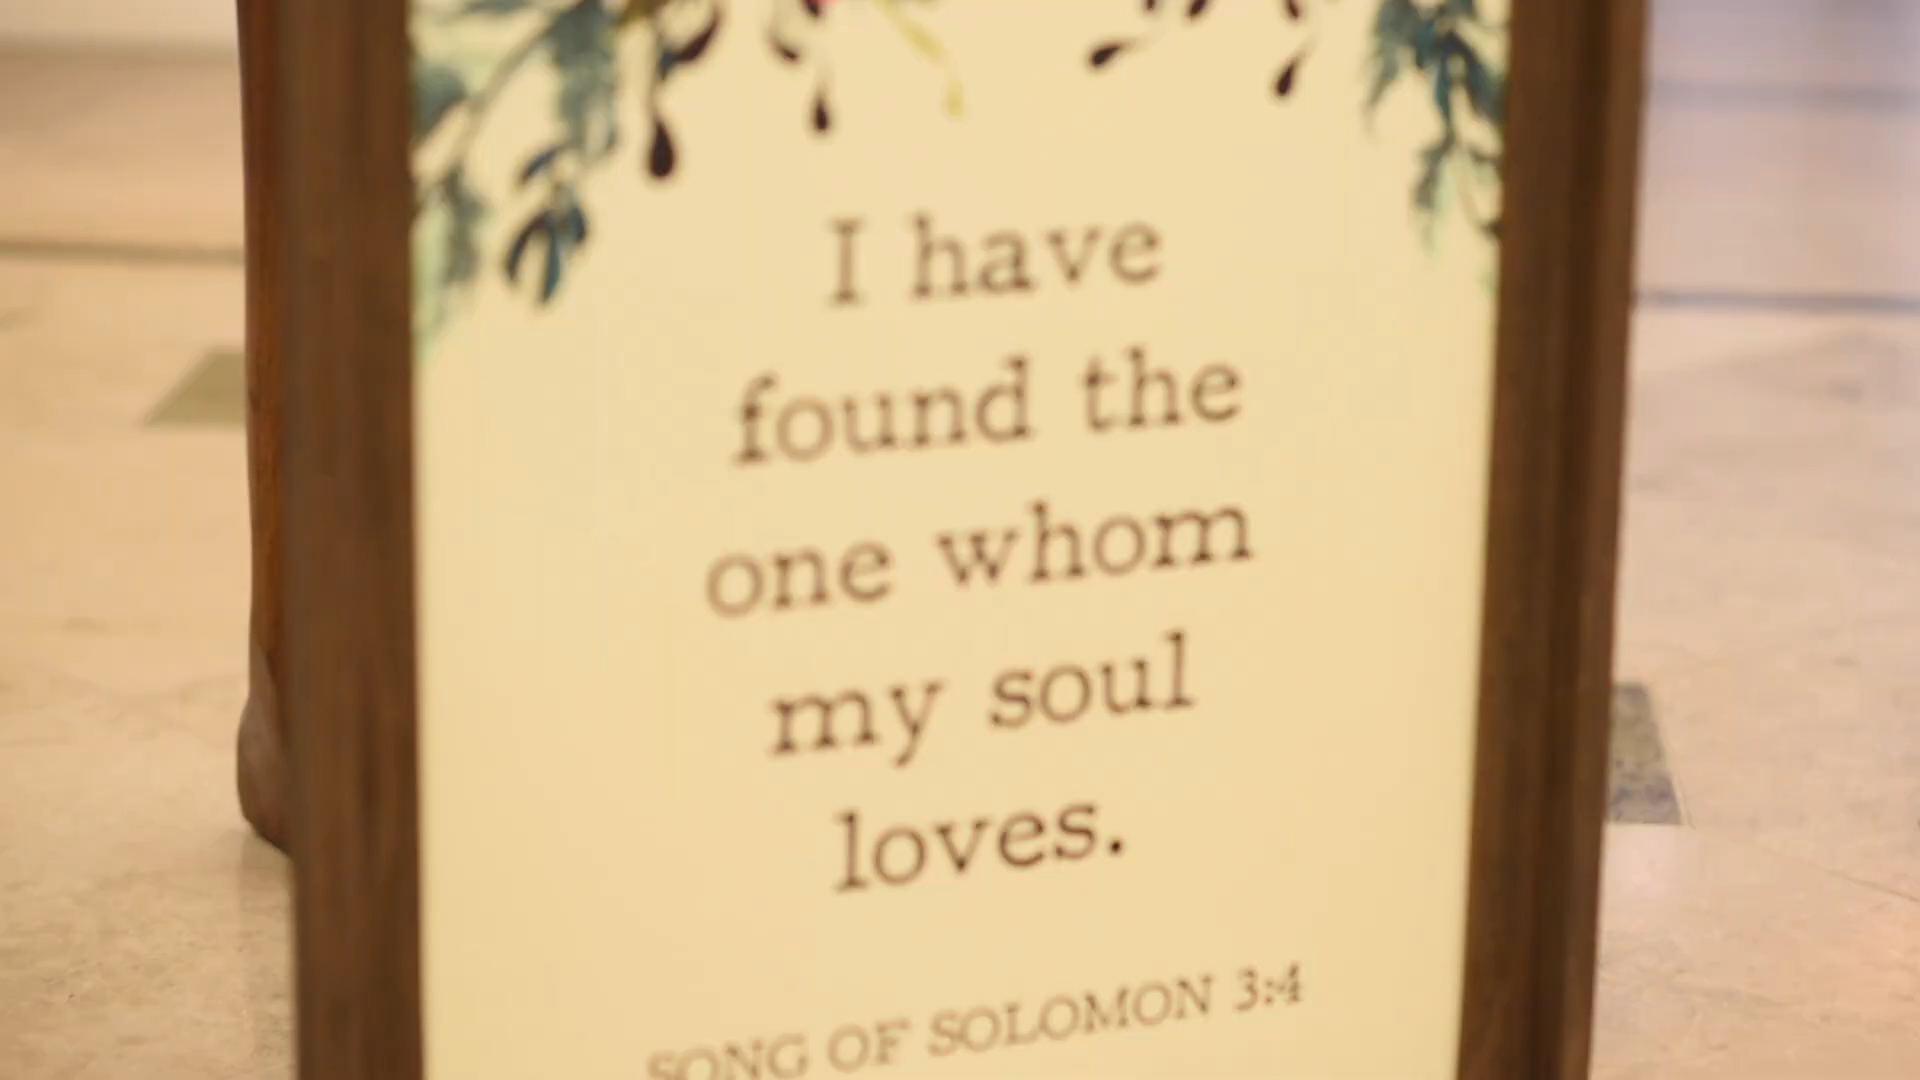 I have
found the
one whom
my soul
loves.
SONG OF SOLOMON 3:4